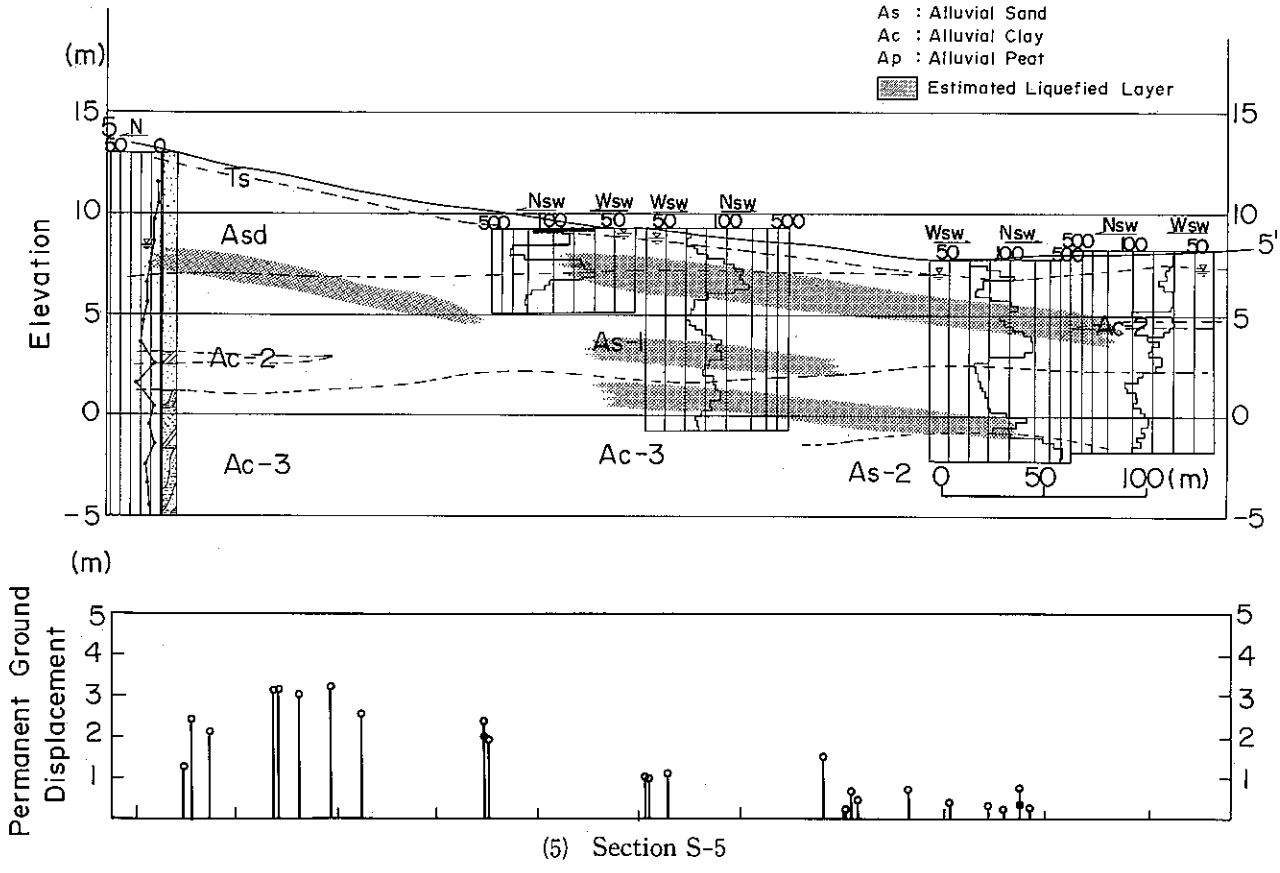 As : Alluvial Sand
Ac : Alluvial Clay
Ap : Alluvial Peat
Estimated Liquefied Layer
(m)
Elevation
15
10
5
0
-5
15
10
5
0
-5
5 N
50 0
Ts
Asd
Ac-2
Ac-3
Nsw Wsw Wsw Nsw
500 100 50 50 100 500
As-1
Ac-3
As-2
Wsw Nsw Nsw Wsw
50 100 500 500 100 50
5'
Ac-2
0 50 100(m)
(m)
Permanent Ground
Displacement
5
4
3
2
1
5
4
3
2
1
(5) Section S-5